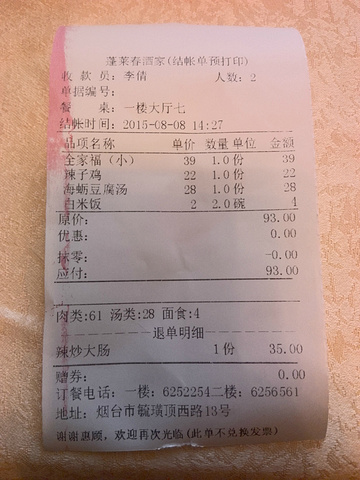 蓬莱春酒家(结帐单预打印)
收 款 员: 李倩 人数: 2
单据编号:
餐 桌: 一楼大厅七
结帐时间: 2015-08-08 14:27
品项名称 单价 数量 单位 金额
全家福（小） 39 1.0 份 39
辣子鸡 22 1.0 份 22
海蛎豆腐汤 28 1.0 份 28
白米饭 2 2.0 碗 4
原价: 93.00
优惠: 0.00
抹零: -0.00
应付: 93.00
肉类:61 汤类:28 面食:4
退单明细
辣炒大肠 1 份 35.00
赠券: 0.00
订餐电话: 一楼: 6252254二楼: 6256561
地址: 烟台市毓璜顶西路13号
谢谢惠顾, 欢迎再次光临(此单不兑换发票)